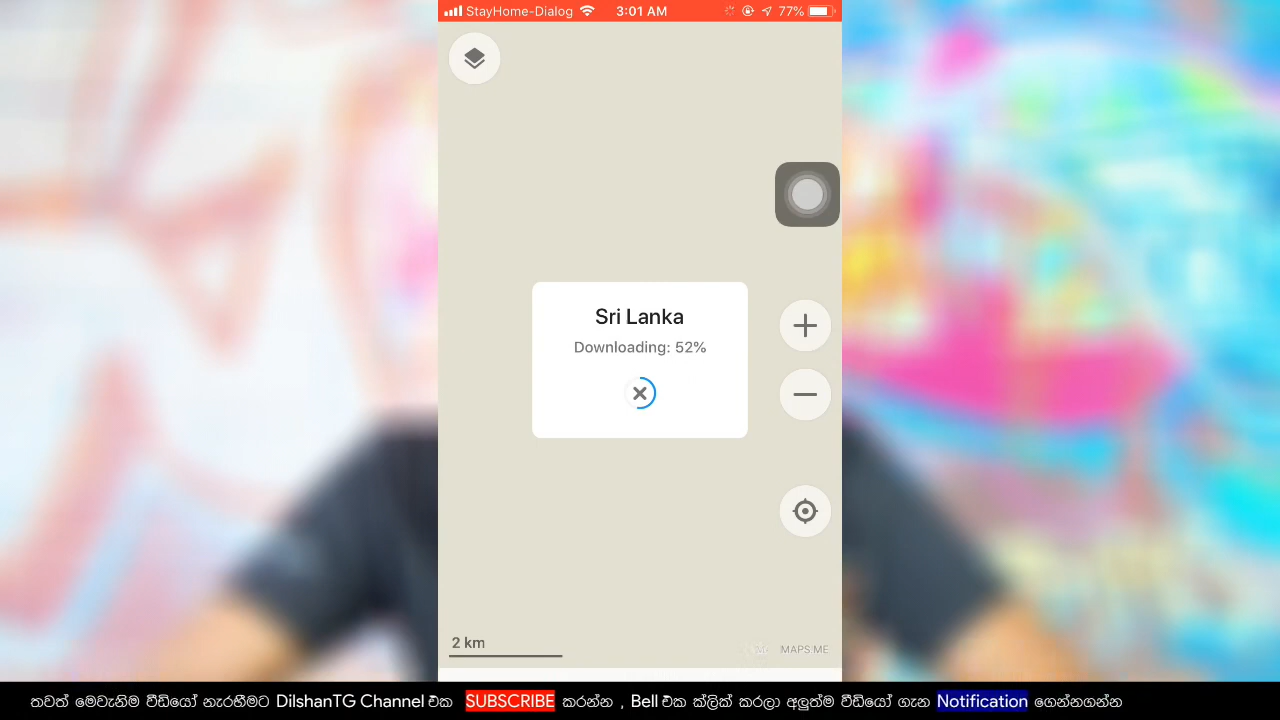 StayHome-Dialog 3:01 AM 77%
Sri Lanka
Downloading: 52%
2 km
MAPS.ME
තවත් මෙවැනිම වීඩියෝ නැරඹීමට DilshanTG Channel එක SUBSCRIBE කරන්න , Bell එක ක්ලික් කරලා අලුත්ම වීඩියෝ ගැන Notification ගෙන්නගන්න